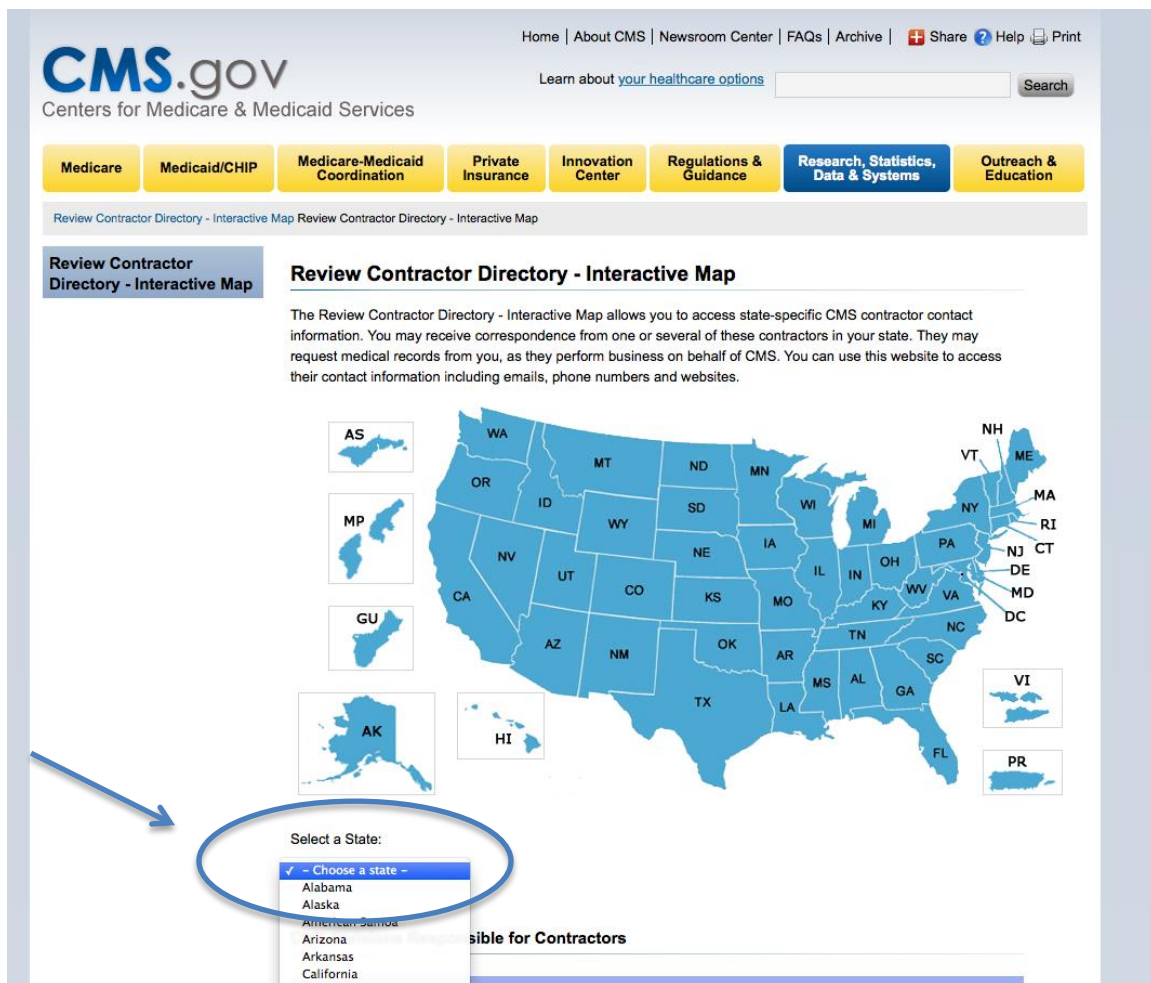 Home | About CMS | Newsroom Center | FAQs | Archive | Share Help Print
CMS.gov
Centers for Medicare & Medicaid Services
Learn about your healthcare options
Search
Medicare
Medicaid/CHIP
Medicare-Medicaid
Coordination
Private
Insurance
Innovation
Center
Regulations &
Guidance
Research, Statistics,
Data & Systems
Outreach &
Education
Review Contractor Directory - Interactive Map Review Contractor Directory - Interactive Map
Review Contractor
Directory - Interactive Map
Review Contractor Directory - Interactive Map
The Review Contractor Directory - Interactive Map allows you to access state-specific CMS contractor contact
information. You may receive correspondence from one or several of these contractors in your state. They may
request medical records from you, as they perform business on behalf of CMS. You can use this website to access
their contact information including emails, phone numbers and websites.
AS
MP
GU
AK
HI
WA
OR
ID
MT
ND
MN
SD
WY
NV
UT
CA
CO
NE
IA
KS
MO
AZ
NM
OK
AR
TX
LA
WI
MI
IL
IN
OH
KY
WV
VA
PA
NY
TN
NC
SC
MS
AL
GA
FL
NH
VT
ME
MA
RI
CT
NJ
DE
MD
DC
VI
PR
Select a State:
✓ – Choose a state –
Alabama
Alaska
American Samoa
Arizona
Arkansas
California
sible for Contractors